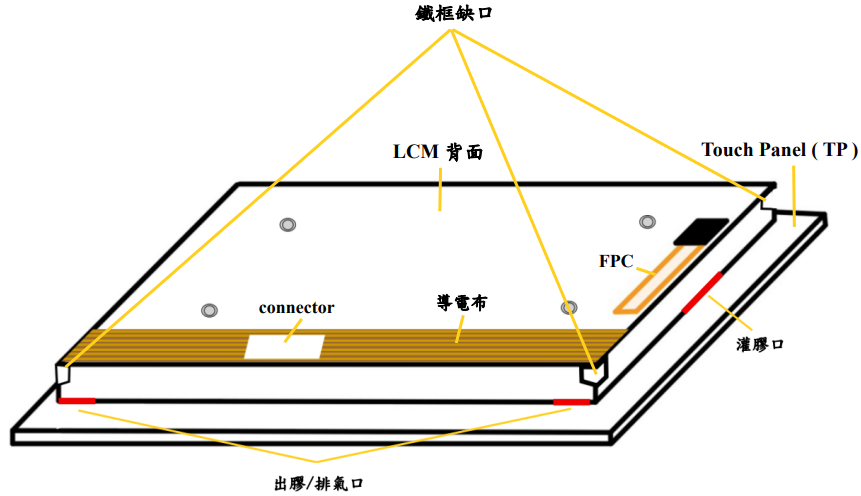 鐵框缺口
LCM 背面
Touch Panel ( TP )
FPC
connector
導電布
灌膠口
出膠/排氣口